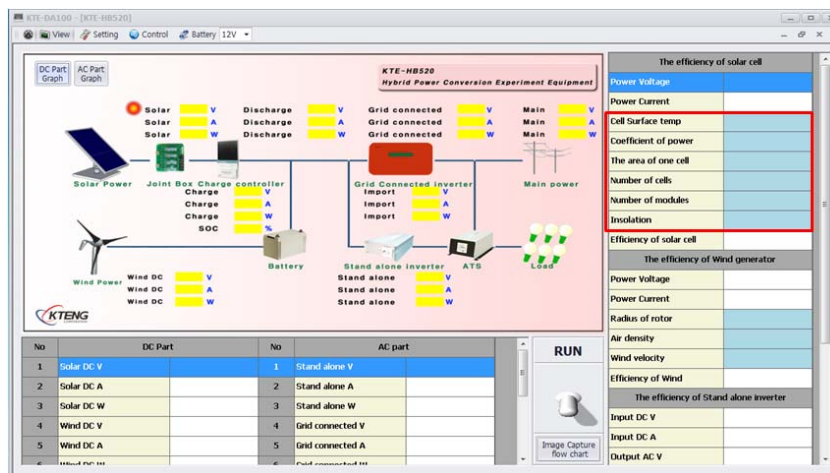 KTE-DA100 - [KTE-HB520]
View Setting Control Battery 12V
DC Part Graph
AC Part Graph
KTE-HB520
Hybrid Power Conversion Experiment Equipment
Solar V Discharge V Grid connected V Main V
Solar A Discharge A Grid connected A Main A
Solar W Discharge W Grid connected W Main W
Solar Power Joint Box Charge controller Grid Connected inverter Main power
Charge V Import V
Charge A Import A
Charge W Import W
SOC %
Wind Power Battery Stand alone inverter ATS Load
Wind DC V Stand alone V
Wind DC A Stand alone A
Wind DC W Stand alone W
KTENG
No DC Part No AC part
1 Solar DC V 1 Stand alone V
2 Solar DC A 2 Stand alone A
3 Solar DC W 3 Stand alone W
4 Wind DC V 4 Grid connected V
5 Wind DC A 5 Grid connected A
6 Wind DC W 6 Grid connected W
RUN
Image Capture
flow chart
The efficiency of solar cell
Power Voltage
Power Current
Cell Surface temp
Coefficient of power
The area of one cell
Number of cells
Number of modules
Insolation
Efficiency of solar cell
The efficiency of Wind generator
Power Voltage
Power Current
Radius of rotor
Air density
Wind velocity
Efficiency of Wind
The efficiency of Stand alone inverter
Input DC V
Input DC A
Output AC V